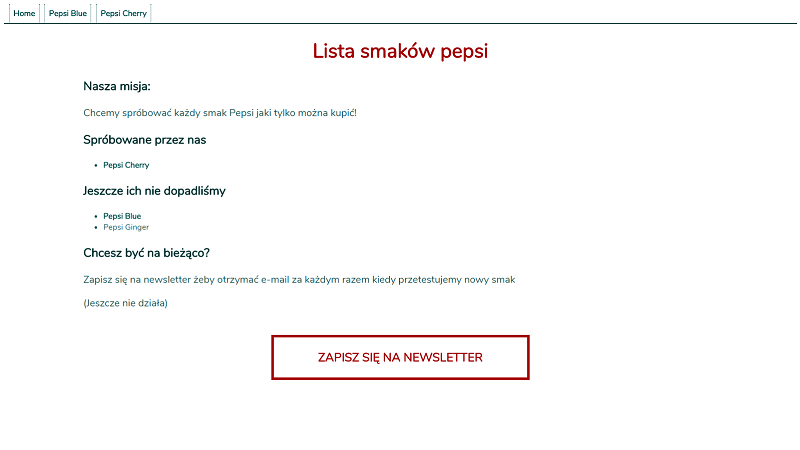 Home
Pepsi Blue
Pepsi Cherry
Lista smaków pepsi
Nasza misja:
Chcemy spróbować każdy smak Pepsi jaki tylko można kupić!
Spróbowane przez nas
Pepsi Cherry
Jeszcze ich nie dopadliśmy
Pepsi Blue
Pepsi Ginger
Chcesz być na bieżąco?
Zapisz się na newsletter żeby otrzymać e-mail za każdym razem kiedy przetestujemy nowy smak
(Jeszcze nie działa)
ZAPISZ SIĘ NA NEWSLETTER